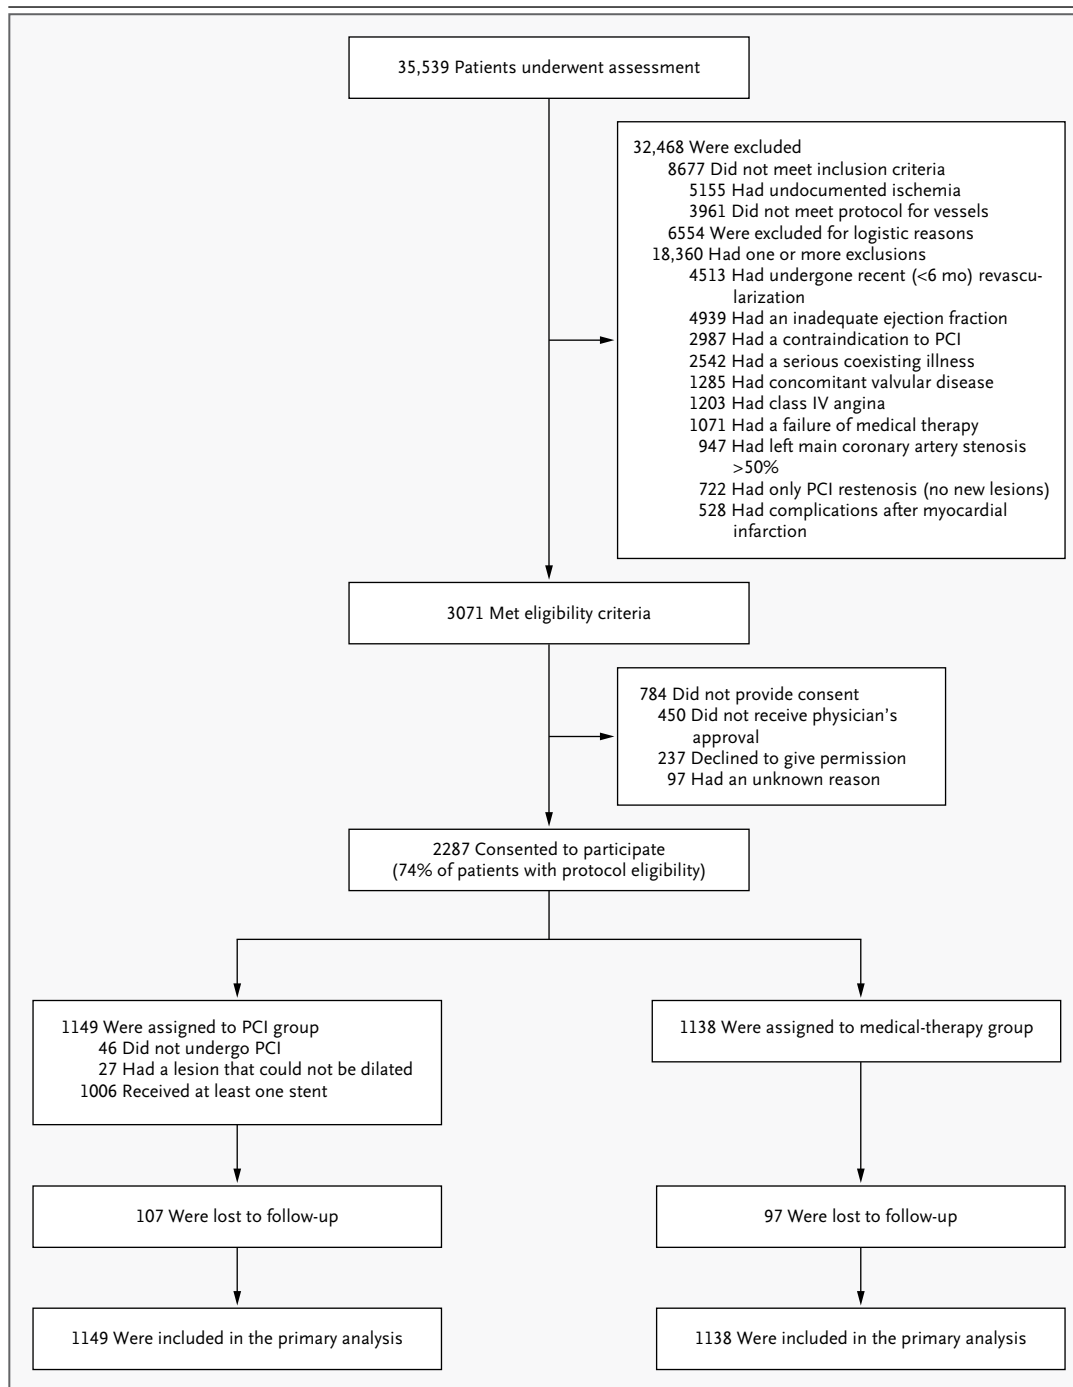 35,539 Patients underwent assessment
32,468 Were excluded
8677 Did not meet inclusion criteria
5155 Had undocumented ischemia
3961 Did not meet protocol for vessels
6554 Were excluded for logistic reasons
18,360 Had one or more exclusions
4513 Had undergone recent (<6 mo) revascu-
larization
4939 Had an inadequate ejection fraction
2987 Had a contraindication to PCI
2542 Had a serious coexisting illness
1285 Had concomitant valvular disease
1203 Had class IV angina
1071 Had a failure of medical therapy
947 Had left main coronary artery stenosis
>50%
722 Had only PCI restenosis (no new lesions)
528 Had complications after myocardial
infarction
3071 Met eligibility criteria
784 Did not provide consent
450 Did not receive physician’s
approval
237 Declined to give permission
97 Had an unknown reason
2287 Consented to participate
(74% of patients with protocol eligibility)
1149 Were assigned to PCI group
46 Did not undergo PCI
27 Had a lesion that could not be dilated
1006 Received at least one stent
1138 Were assigned to medical-therapy group
107 Were lost to follow-up
97 Were lost to follow-up
1149 Were included in the primary analysis
1138 Were included in the primary analysis